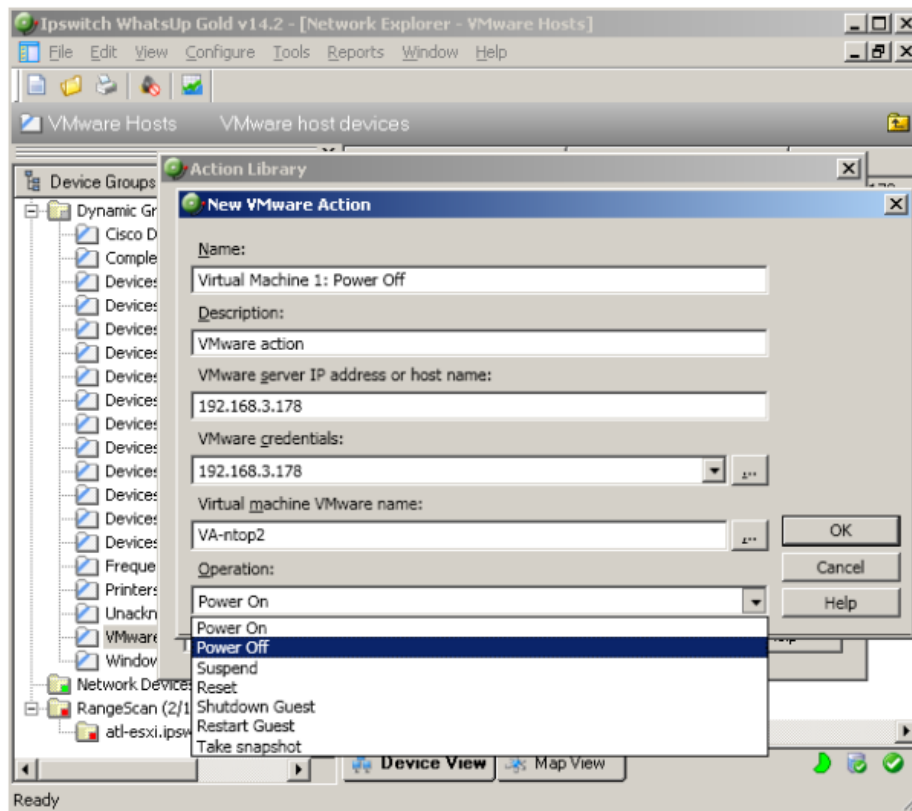 Ipswitch WhatsUp Gold v14.2 - [Network Explorer - VMware Hosts]
File Edit View Configure Tools Reports Window Help
VMware Hosts VMware host devices
Action Library
Device Groups
New VMware Action
Dynamic Gr
Cisco D
Comple
Devices
Devices
Devices
Devices
Devices
Devices
Devices
Devices
Devices
Devices
Devices
Devices
Freque
Printers
Unackn
VMware
Window
Network Devices
RangeScan (2/1
atl-esxi.ipsw
Name:
Virtual Machine 1: Power Off
Description:
VMware action
VMware server IP address or host name:
192.168.3.178
VMware credentials:
192.168.3.178
...
Virtual machine VMware name:
VA-ntop2
...
Operation:
Power On
OK
Cancel
Help
Power On
Power Off
Suspend
Reset
Shutdown Guest
Restart Guest
Take snapshot
Device View Map View
Ready